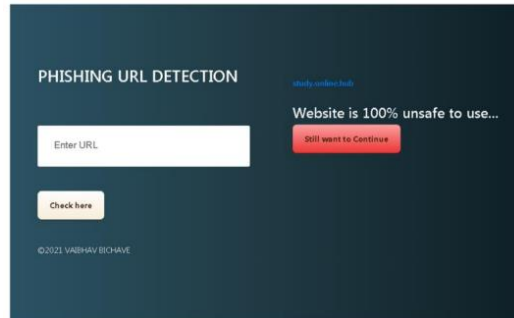 PHISHING URL DETECTION
Enter URL
Check here
©2021 VAIBHAV BICHAVE
study-online.hub
Website is 100% unsafe to use...
Still want to Continue